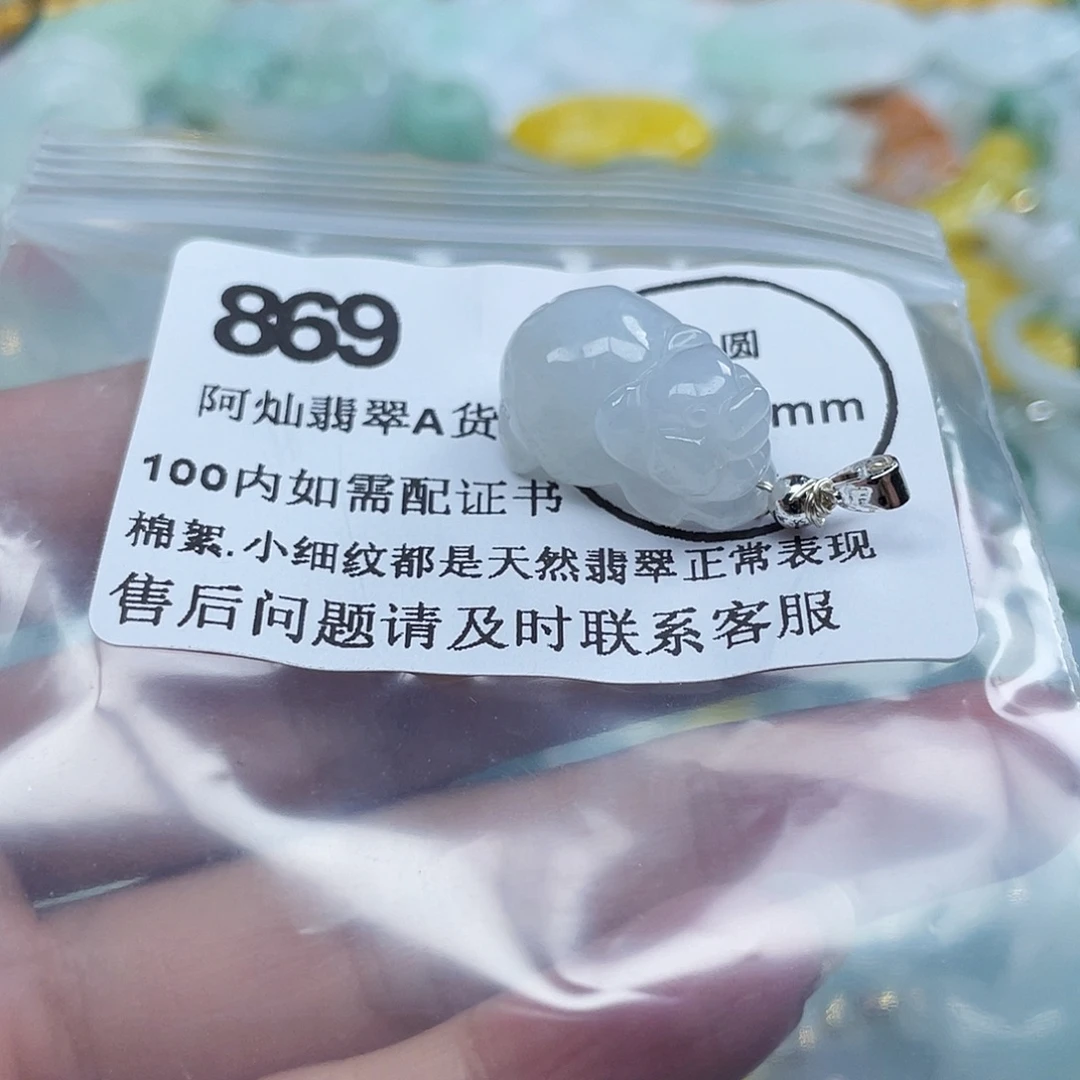 869
圆
阿灿翡翠A货
mm
100内如需配证书
棉絮.小细纹都是天然翡翠正常表现
售后问题请及时联系客服